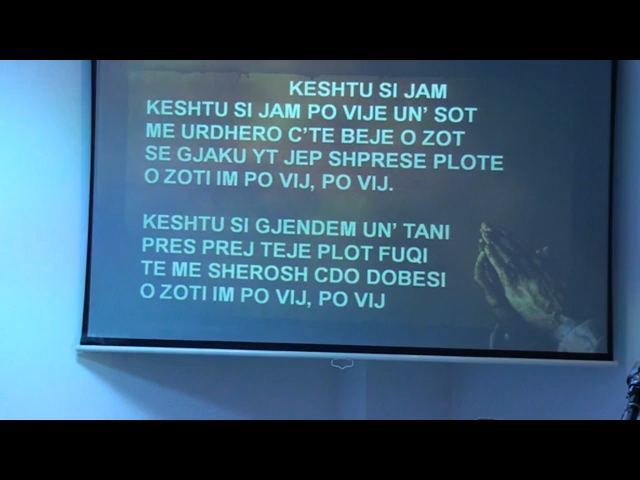 KESHTU SI JAM
KESHTU SI JAM PO VIJE UN' SOT
ME URDHERO C'TE BEJE O ZOT
SE GJAKU YT JEP SHPRESE PLOTE
O ZOTI IM PO VIJ, PO VIJ.
KESHTU SI GJENDEM UN' TANI
PRES PREJ TEJE PLOT FUQI
TE ME SHEROSH CDO DOBESI
O ZOTI IM PO VIJ, PO VIJ